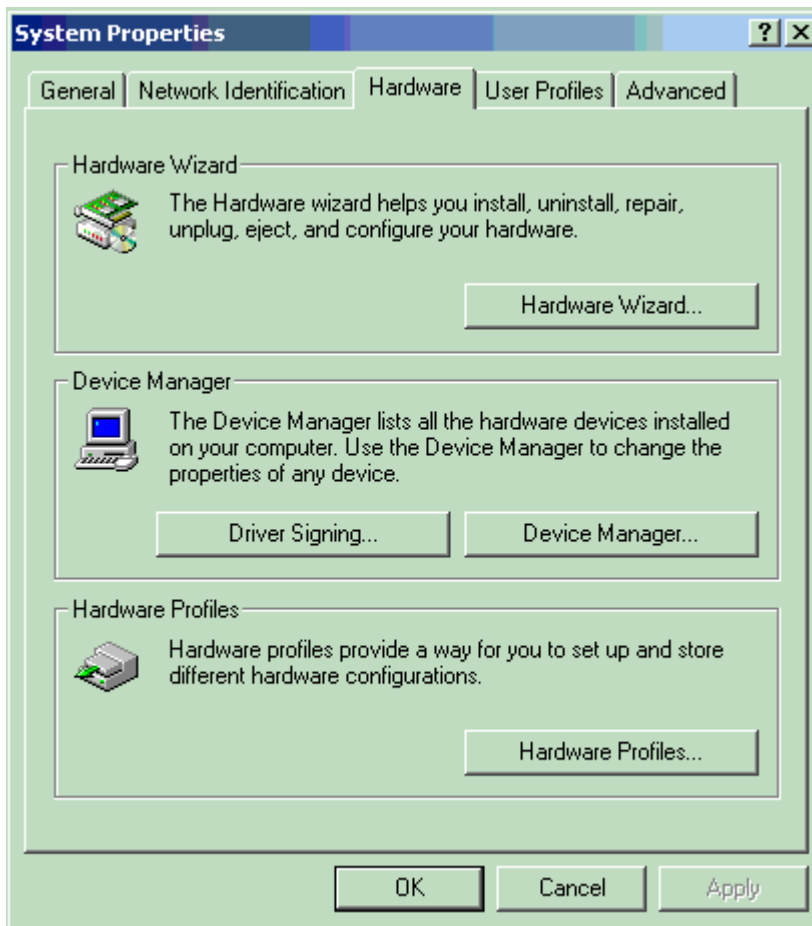 System Properties
General
Network Identification
Hardware
User Profiles
Advanced
Hardware Wizard
The Hardware wizard helps you install, uninstall, repair,
unplug, eject, and configure your hardware.
Hardware Wizard...
Device Manager
The Device Manager lists all the hardware devices installed
on your computer. Use the Device Manager to change the
properties of any device.
Driver Signing...
Device Manager...
Hardware Profiles
Hardware profiles provide a way for you to set up and store
different hardware configurations.
Hardware Profiles...
OK
Cancel
Apply